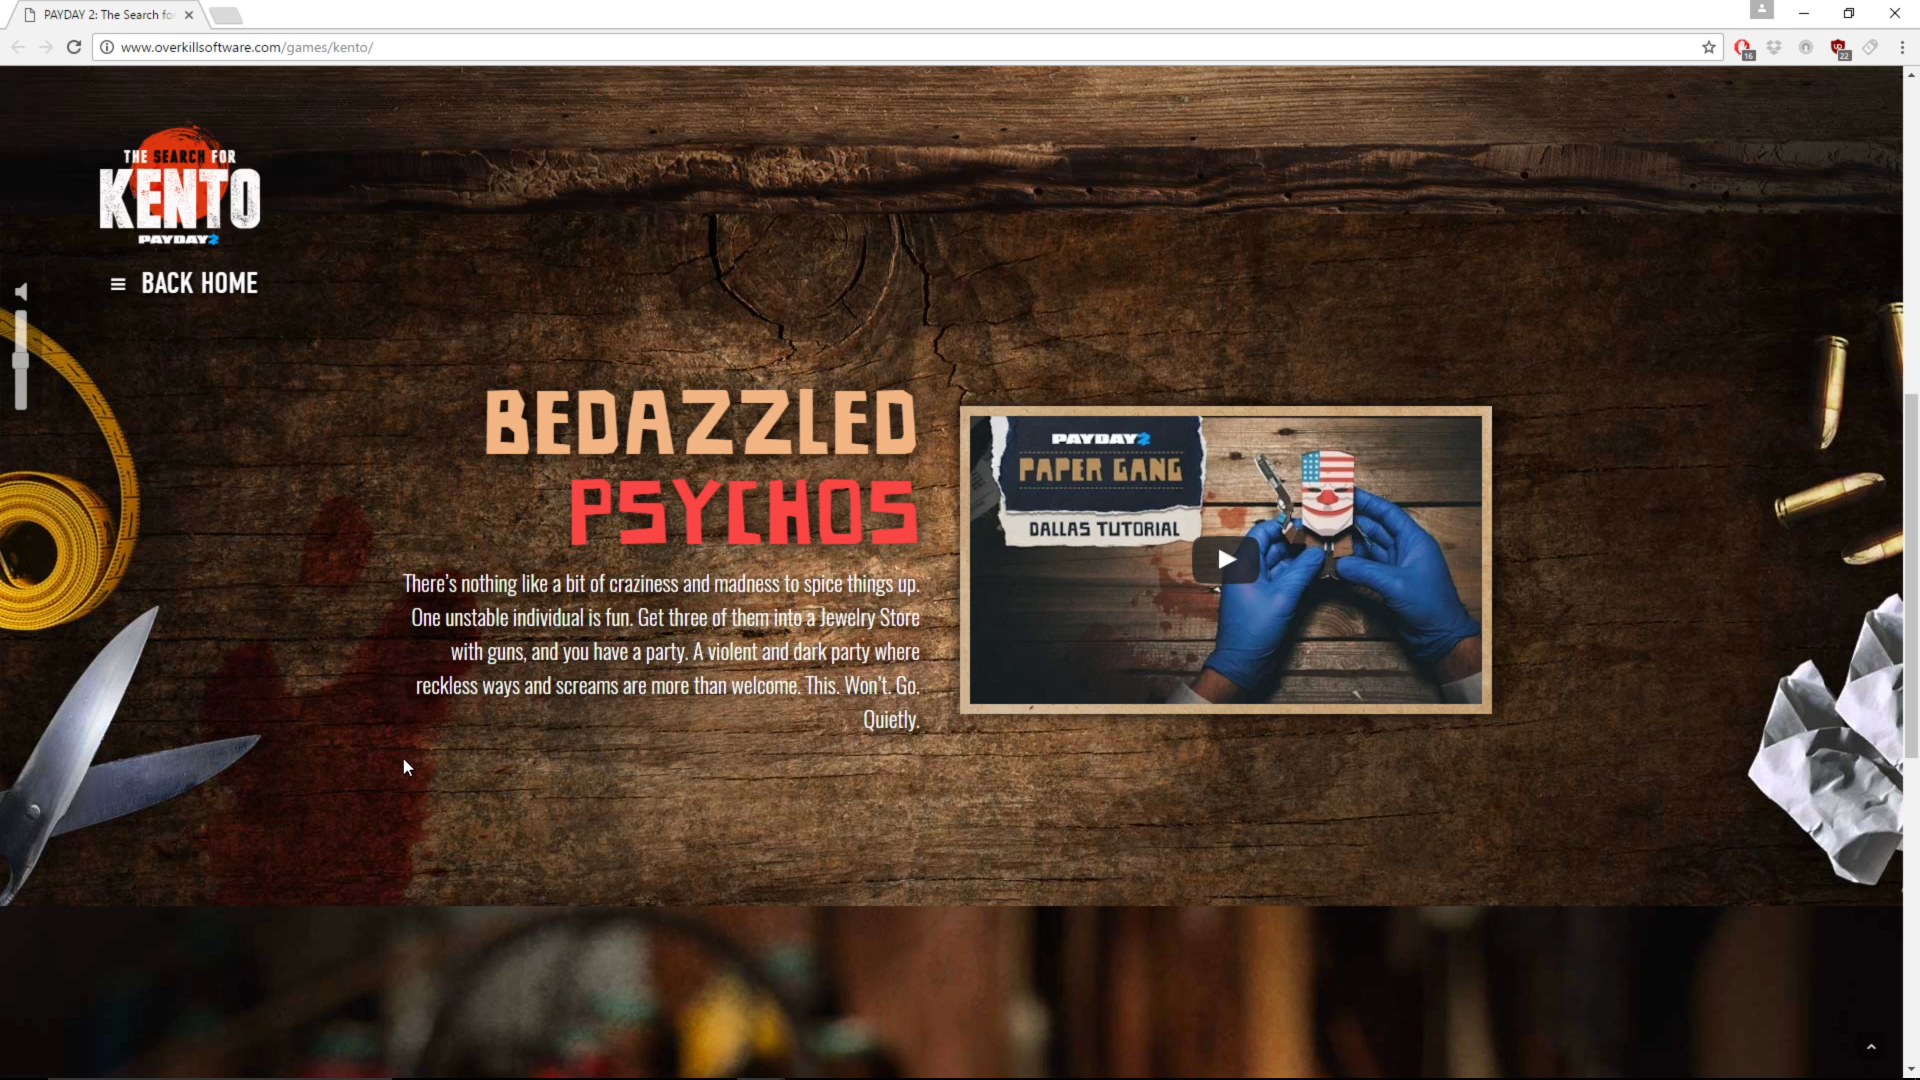 PAYDAY 2: The Search fo
www.overkillsoftware.com/games/kento/
16
22
THE SEARCH FOR
KENTO
PAYDAY2
≡ BACK HOME
BEDAZZLED
PSYCHOS
There's nothing like a bit of craziness and madness to spice things up.
One unstable individual is fun. Get three of them into a Jewelry Store
with guns, and you have a party. A violent and dark party where
reckless ways and screams are more than welcome. This. Won't. Go.
Quietly.
PAYDAY2
PAPER GANG
DALLAS TUTORIAL